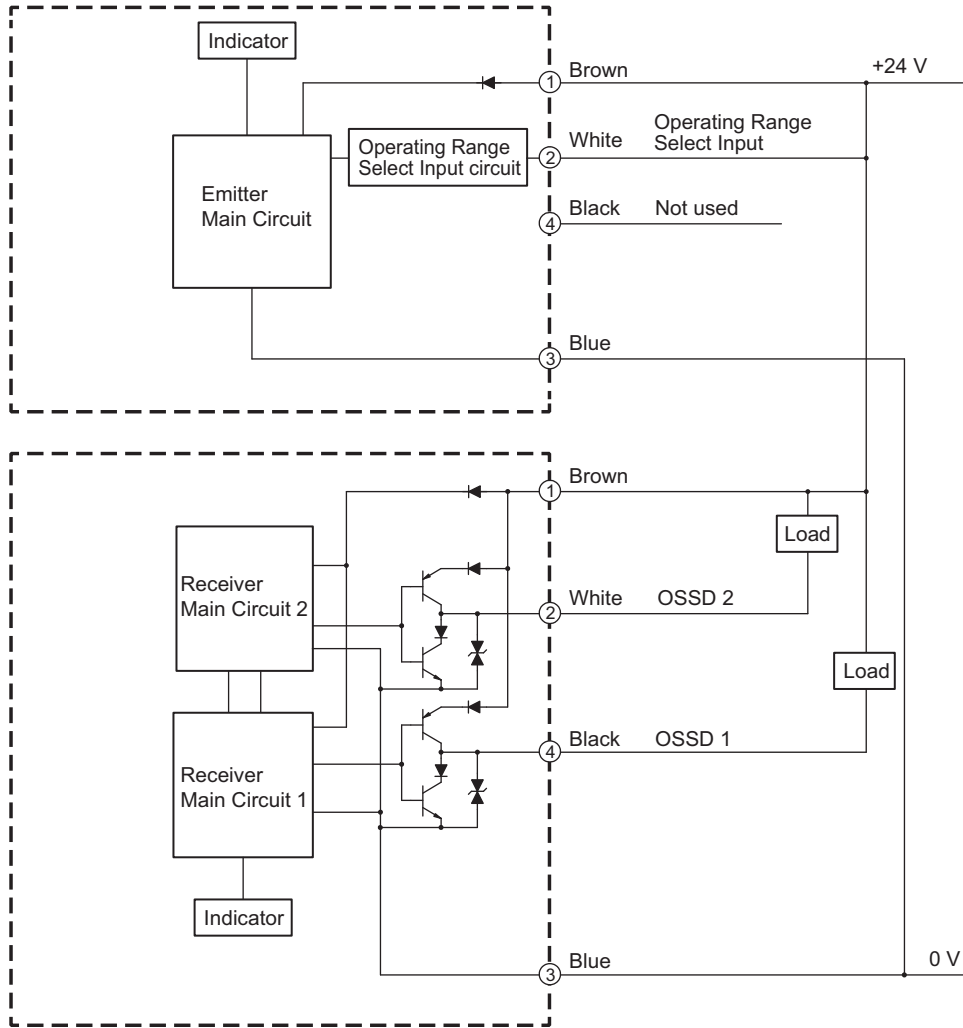 Indicator
① Brown
+24 V
Operating Range
Select Input circuit
② White
Operating Range
Select Input
Emitter
Main Circuit
④ Black Not used
③ Blue
① Brown
Load
Receiver
Main Circuit 2
② White OSSD 2
Load
④ Black OSSD 1
Receiver
Main Circuit 1
Indicator
③ Blue
0 V